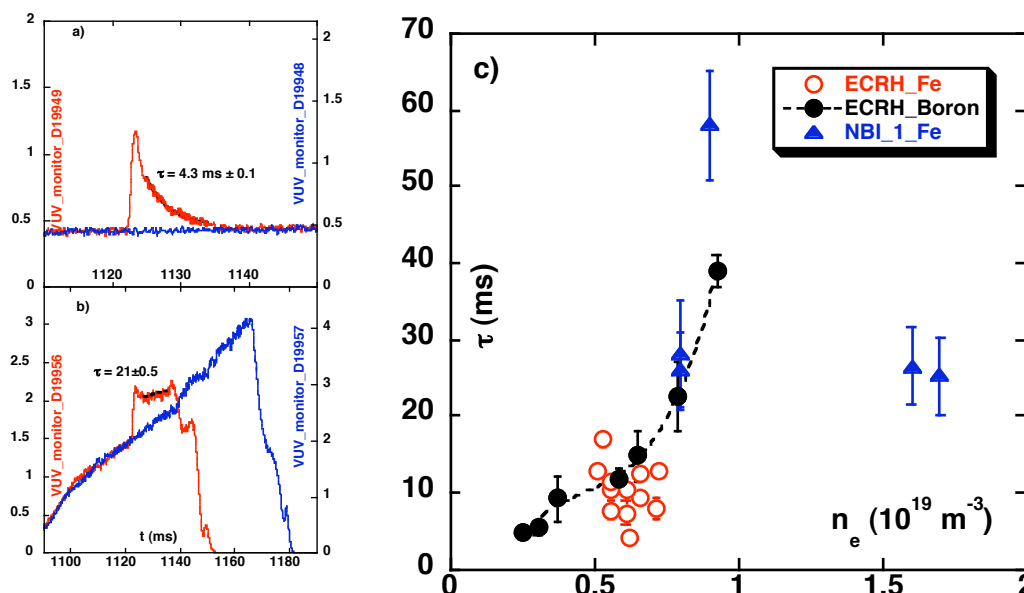 a)
2
1.5
1
0.5
0
VUV_monitor_D19949
τ = 4.3 ms ± 0.1
1120
1130
1140
2
1.5
1
0.5
0
VUV_monitor_D19948
b)
3
2.5
2
1.5
1
0.5
0
VUV_monitor_D19956
τ = 21±0.5
t (ms)
1100
1120
1140
1160
1180
4
3
2
1
0
VUV_monitor_D19957
c)
70
60
50
40
30
20
10
0
τ (ms)
ECRH_Fe
ECRH_Boron
NBI_1_Fe
n_e (10^19 m^-3)
0
0.5
1
1.5
2